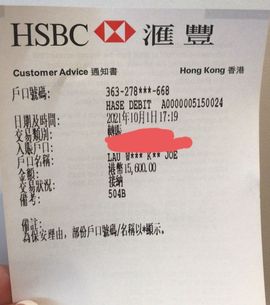 HSBC 滙豐
Customer Advice 通知書 Hong Kong 香港
戶口號碼: 363-278***-668
HASE DEBIT A0000005150024
日期及時間: 2021年10月1日 17:19
交易類別: 轉賬
入賬戶口:
戶口名稱: LAU W*** K** JOE
金額: 港幣15,600.00
交易狀況: 接納
備考: 504B
備註:
為保安理由，部份戶口號碼/名稱以*顯示。